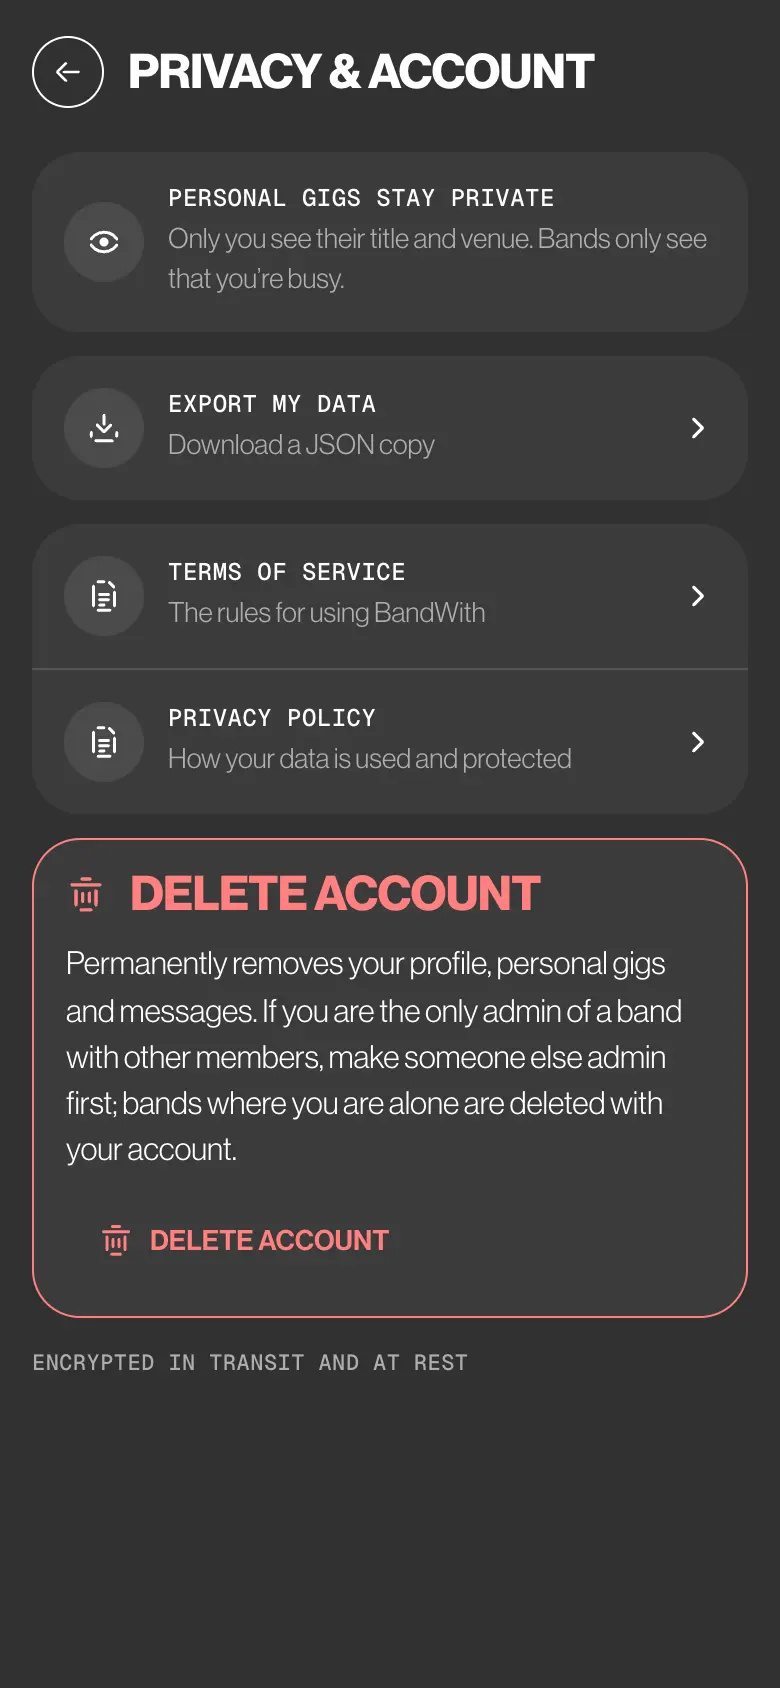 PRIVACY & ACCOUNT
PERSONAL GIGS STAY PRIVATE
Only you see their title and venue. Bands only see
that you’re busy.
EXPORT MY DATA
Download a JSON copy
TERMS OF SERVICE
The rules for using BandWith
PRIVACY POLICY
How your data is used and protected
DELETE ACCOUNT
Permanently removes your profile, personal gigs
and messages. If you are the only admin of a band
with other members, make someone else admin
first; bands where you are alone are deleted with
your account.
DELETE ACCOUNT
ENCRYPTED IN TRANSIT AND AT REST